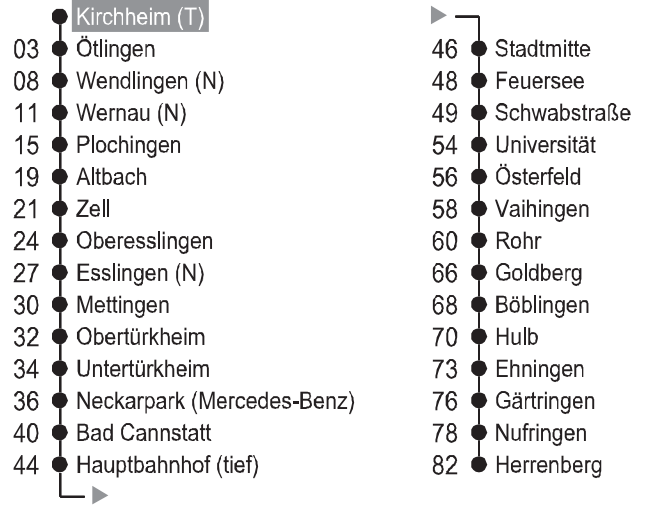 Kirchheim (T)
03 Ötlingen
08 Wendlingen (N)
11 Wernau (N)
15 Plochingen
19 Altbach
21 Zell
24 Oberesslingen
27 Esslingen (N)
30 Mettingen
32 Obertürkheim
34 Untertürkheim
36 Neckarpark (Mercedes-Benz)
40 Bad Cannstatt
44 Hauptbahnhof (tief)
46 Stadtmitte
48 Feuersee
49 Schwabstraße
54 Universität
56 Österfeld
58 Vaihingen
60 Rohr
66 Goldberg
68 Böblingen
70 Hulb
73 Ehningen
76 Gärtringen
78 Nufringen
82 Herrenberg